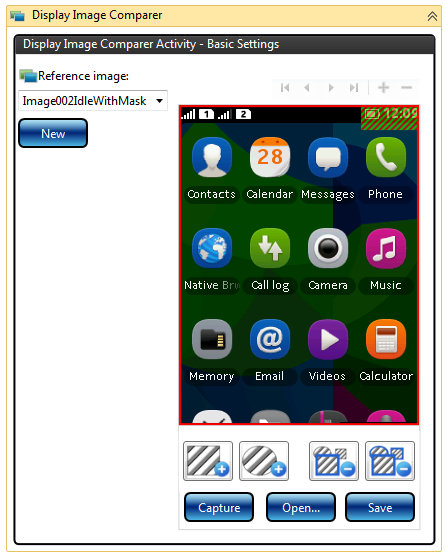 Display Image Comparer
Display Image Comparer Activity - Basic Settings
Reference image:
Image002IdleWithMask
New
1 2 12:09
Contacts Calendar Messages Phone
28
Native Bro Call log Camera Music
Memory Email Videos Calculator
@
Capture Open... Save